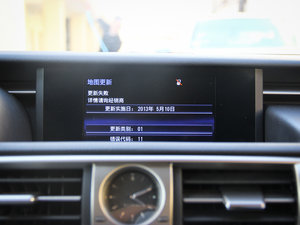 地图更新
更新失败
详情请向经销商
更新实施日：2013年 5月10日
更新类别：01
错误代码：11